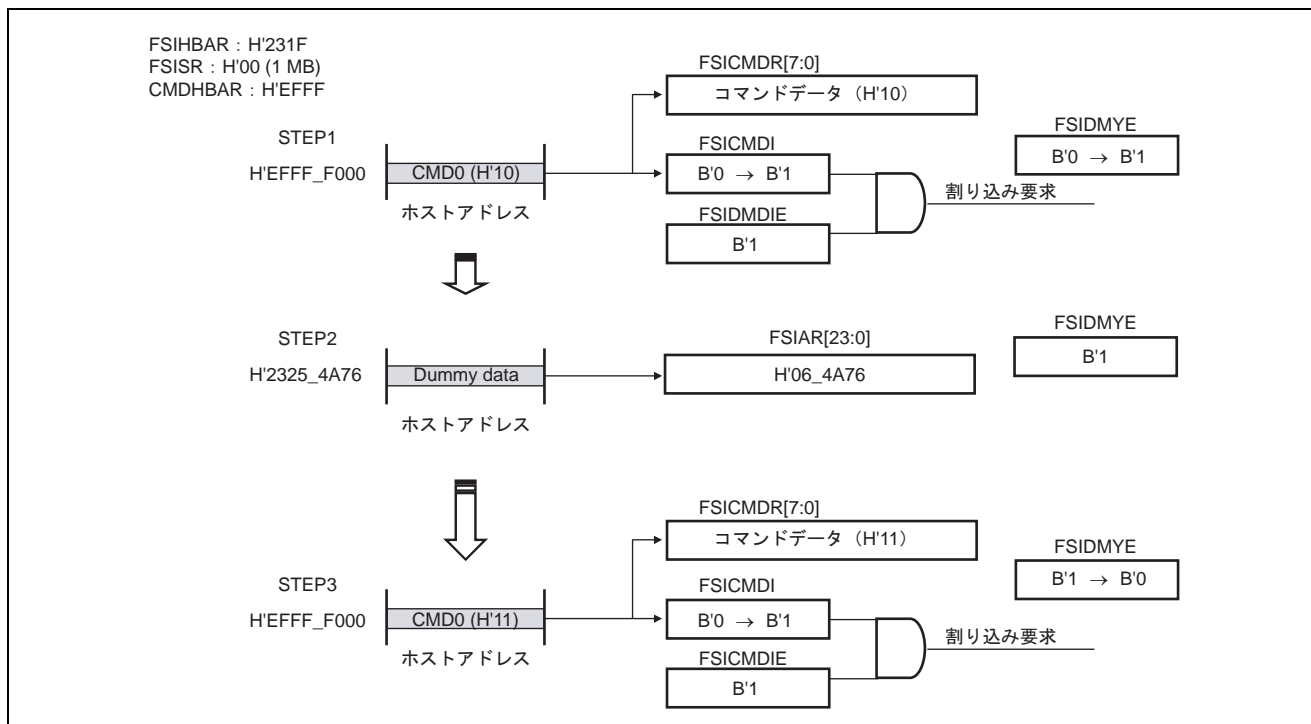 FSIHBAR : H'231F
FSISR : H'00 (1 MB)
CMDHBAR : H'EFFF
STEP1
H'EFFF_F000
CMD0 (H'10)
ホストアドレス
FSICMDR[7:0]
コマンドデータ（H'10）
FSICMDI
B'0 → B'1
FSIDMDIE
B'1
割り込み要求
FSIDMYE
B'0 → B'1
STEP2
H'2325_4A76
Dummy data
ホストアドレス
FSIAR[23:0]
H'06_4A76
FSIDMYE
B'1
STEP3
H'EFFF_F000
CMD0 (H'11)
ホストアドレス
FSICMDR[7:0]
コマンドデータ（H'11）
FSICMDI
B'0 → B'1
FSICMDIE
B'1
割り込み要求
FSIDMYE
B'1 → B'0